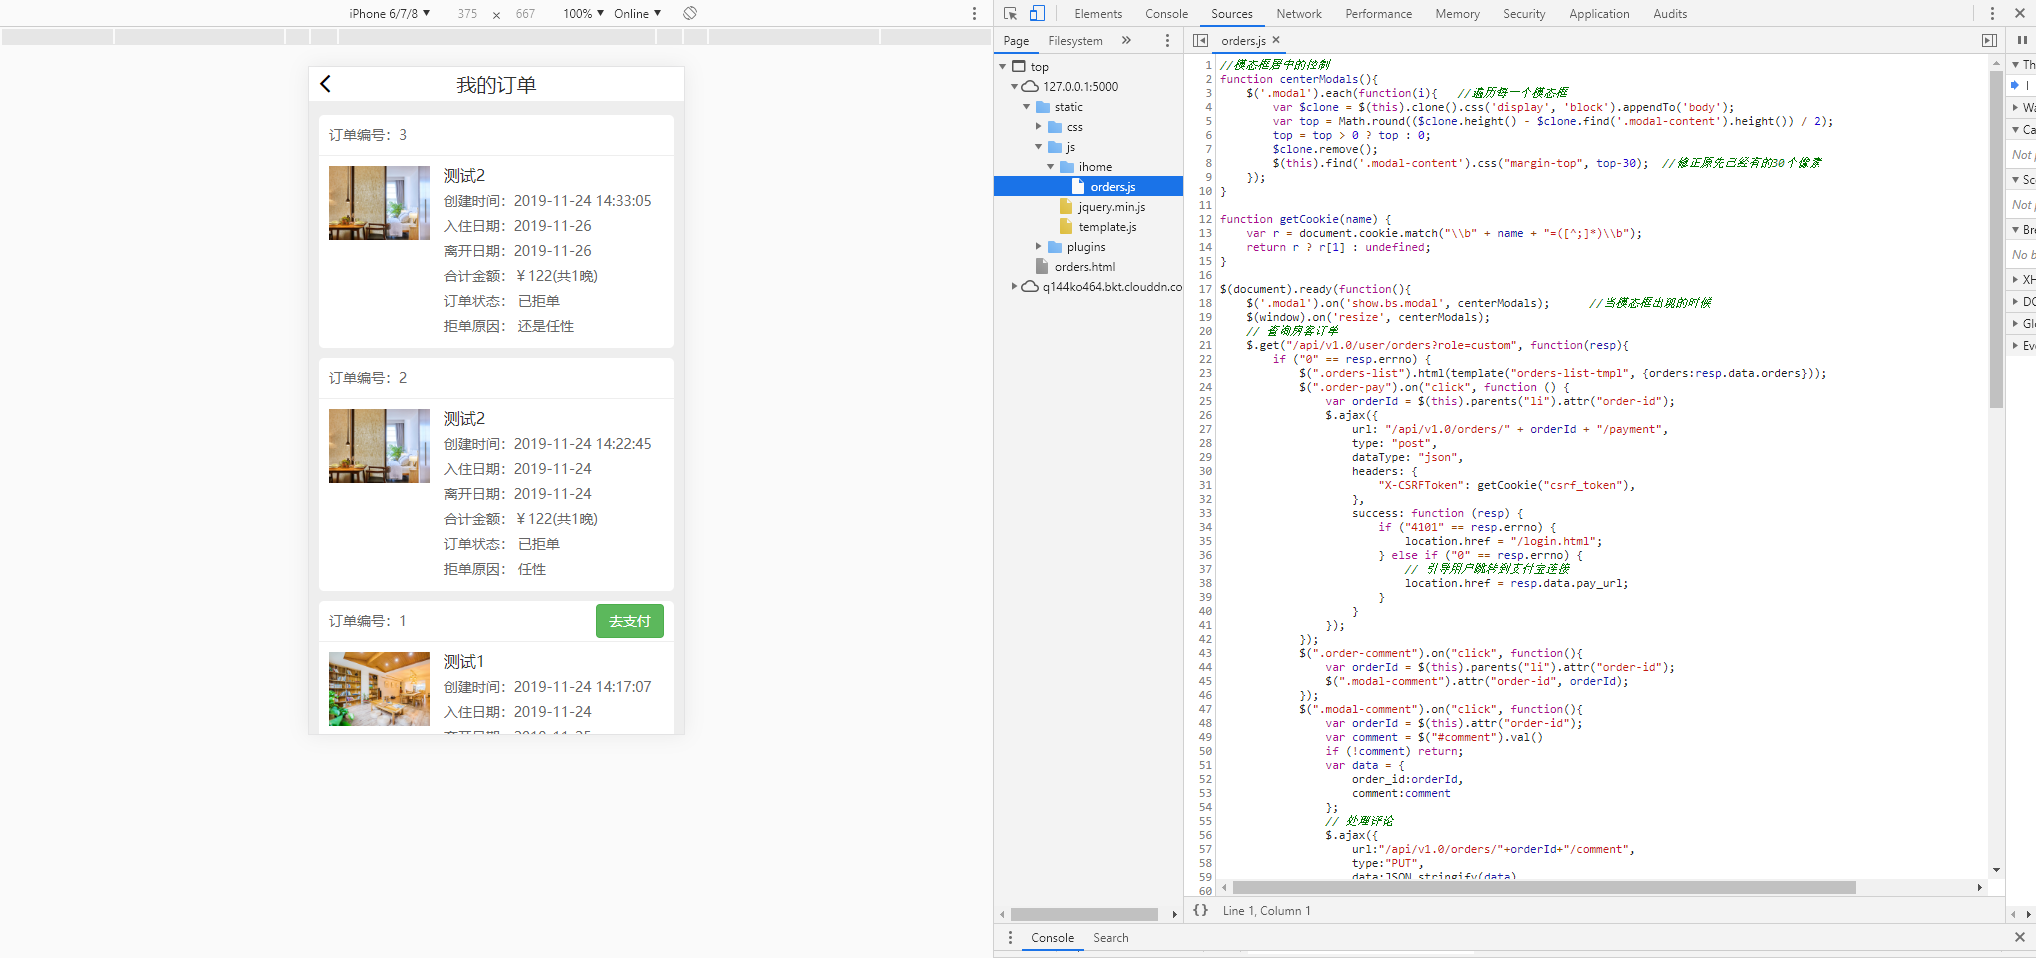 iPhone 6/7/8 ▼ 375 × 667 100% ▼ Online ▼
我的订单
订单编号：3
测试2
创建时间：2019-11-24 14:33:05
入住日期：2019-11-26
离开日期：2019-11-26
合计金额：￥122(共1晚)
订单状态： 已拒单
拒单原因： 还是任性
订单编号：2
测试2
创建时间：2019-11-24 14:22:45
入住日期：2019-11-24
离开日期：2019-11-24
合计金额：￥122(共1晚)
订单状态： 已拒单
拒单原因： 任性
订单编号：1 去支付
测试1
创建时间：2019-11-24 14:17:07
入住日期：2019-11-24
离开日期：2019-11-25
Elements Console Sources Network Performance Memory Security Application Audits
Page Filesystem »
top
127.0.0.1:5000
static
css
js
ihome
orders.js
jquery.min.js
template.js
plugins
orders.html
q144ko464.bkt.clouddn.co
orders.js ×
1 //模态框居中的控制
2 function centerModals(){
3 $('.modal').each(function(i){ //遍历每一个模态框
4 var $clone = $(this).clone().css('display', 'block').appendTo('body');
5 var top = Math.round(($clone.height() - $clone.find('.modal-content').height()) / 2);
6 top = top > 0 ? top : 0;
7 $clone.remove();
8 $(this).find('.modal-content').css("margin-top", top-30); //修正原先已经有的30个像素
9 });
10 }
11
12 function getCookie(name) {
13 var r = document.cookie.match("\\b" + name + "=([^;]*)\\b");
14 return r ? r[1] : undefined;
15 }
16
17 $(document).ready(function(){
18 $('.modal').on('show.bs.modal', centerModals); //当模态框出现的时候
19 $(window).on('resize', centerModals);
20 // 查询房客订单
21 $.get("/api/v1.0/user/orders?role=custom", function(resp){
22 if ("0" == resp.errno) {
23 $(".orders-list").html(template("orders-list-tmpl", {orders:resp.data.orders}));
24 $(".order-pay").on("click", function () {
25 var orderId = $(this).parents("li").attr("order-id");
26 $.ajax({
27 url: "/api/v1.0/orders/" + orderId + "/payment",
28 type: "post",
29 dataType: "json",
30 headers: {
31 "X-CSRFToken": getCookie("csrf_token"),
32 },
33 success: function (resp) {
34 if ("4101" == resp.errno) {
35 location.href = "/login.html";
36 } else if ("0" == resp.errno) {
37 // 引导用户跳转到支付宝连接
38 location.href = resp.data.pay_url;
39 }
40 }
41 });
42 });
43 $(".order-comment").on("click", function(){
44 var orderId = $(this).parents("li").attr("order-id");
45 $(".modal-comment").attr("order-id", orderId);
46 });
47 $(".modal-comment").on("click", function(){
48 var orderId = $(this).attr("order-id");
49 var comment = $("#comment").val()
50 if (!comment) return;
51 var data = {
52 order_id:orderId,
53 comment:comment
54 };
55 // 处理评论
56 $.ajax({
57 url:"/api/v1.0/orders/"+orderId+"/comment",
58 type:"PUT",
59 data:JSON.stringify(data)
60
{} Line 1, Column 1
Th
Wa
Ca
Not p
Sc
Not p
Bre
No b
XH
DO
Glo
Eve
Console Search